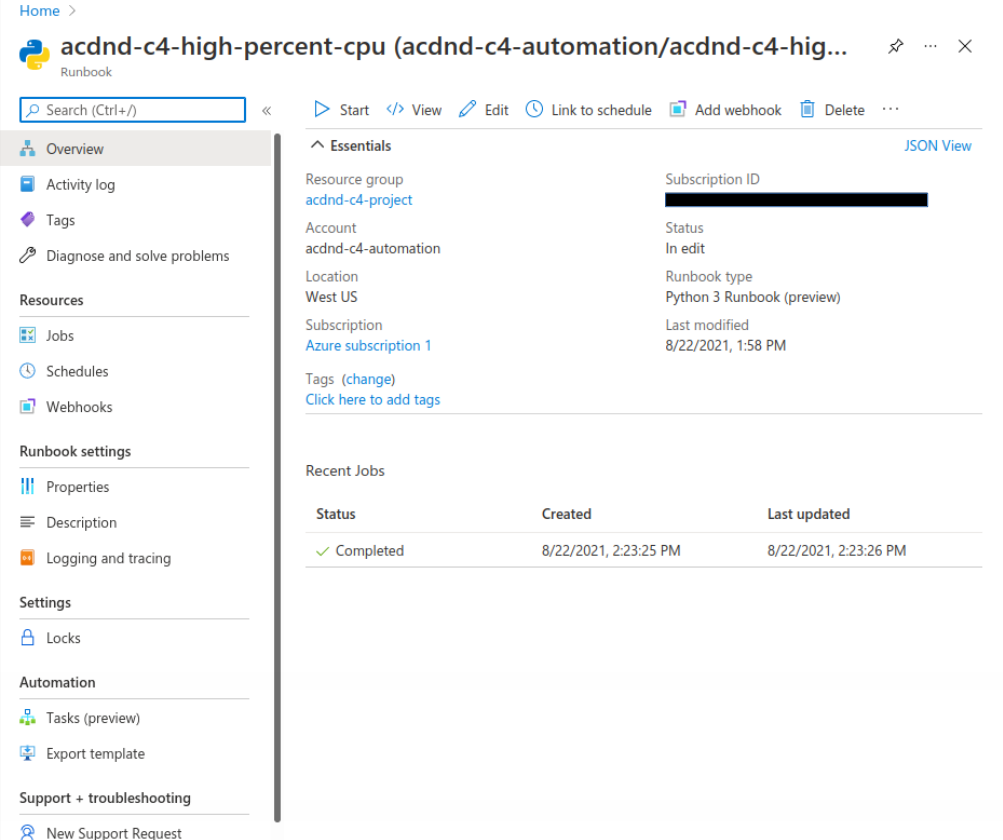 Home >
acdnd-c4-high-percent-cpu (acdnd-c4-automation/acdnd-c4-hig...
Runbook
Search (Ctrl+/)
Overview
Activity log
Tags
Diagnose and solve problems
Resources
Jobs
Schedules
Webhooks
Runbook settings
Properties
Description
Logging and tracing
Settings
Locks
Automation
Tasks (preview)
Export template
Support + troubleshooting
New Support Request
Start View Edit Link to schedule Add webhook Delete ...
Essentials JSON View
Resource group
acdnd-c4-project
Account
acdnd-c4-automation
Location
West US
Subscription
Azure subscription 1
Subscription ID
Status
In edit
Runbook type
Python 3 Runbook (preview)
Last modified
8/22/2021, 1:58 PM
Tags (change)
Click here to add tags
Recent Jobs
Status Created Last updated
Completed 8/22/2021, 2:23:25 PM 8/22/2021, 2:23:26 PM